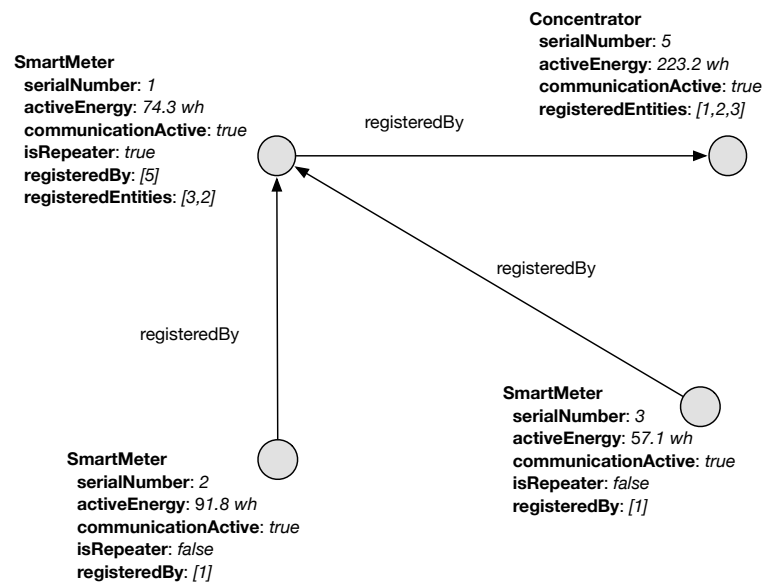 Concentrator
serialNumber: 5
activeEnergy: 223.2 wh
communicationActive: true
registeredEntities: [1,2,3]
SmartMeter
serialNumber: 1
activeEnergy: 74.3 wh
communicationActive: true
isRepeater: true
registeredBy: [5]
registeredEntities: [3,2]
registeredBy
registeredBy
registeredBy
SmartMeter
serialNumber: 3
activeEnergy: 57.1 wh
communicationActive: true
isRepeater: false
registeredBy: [1]
SmartMeter
serialNumber: 2
activeEnergy: 91.8 wh
communicationActive: true
isRepeater: false
registeredBy: [1]